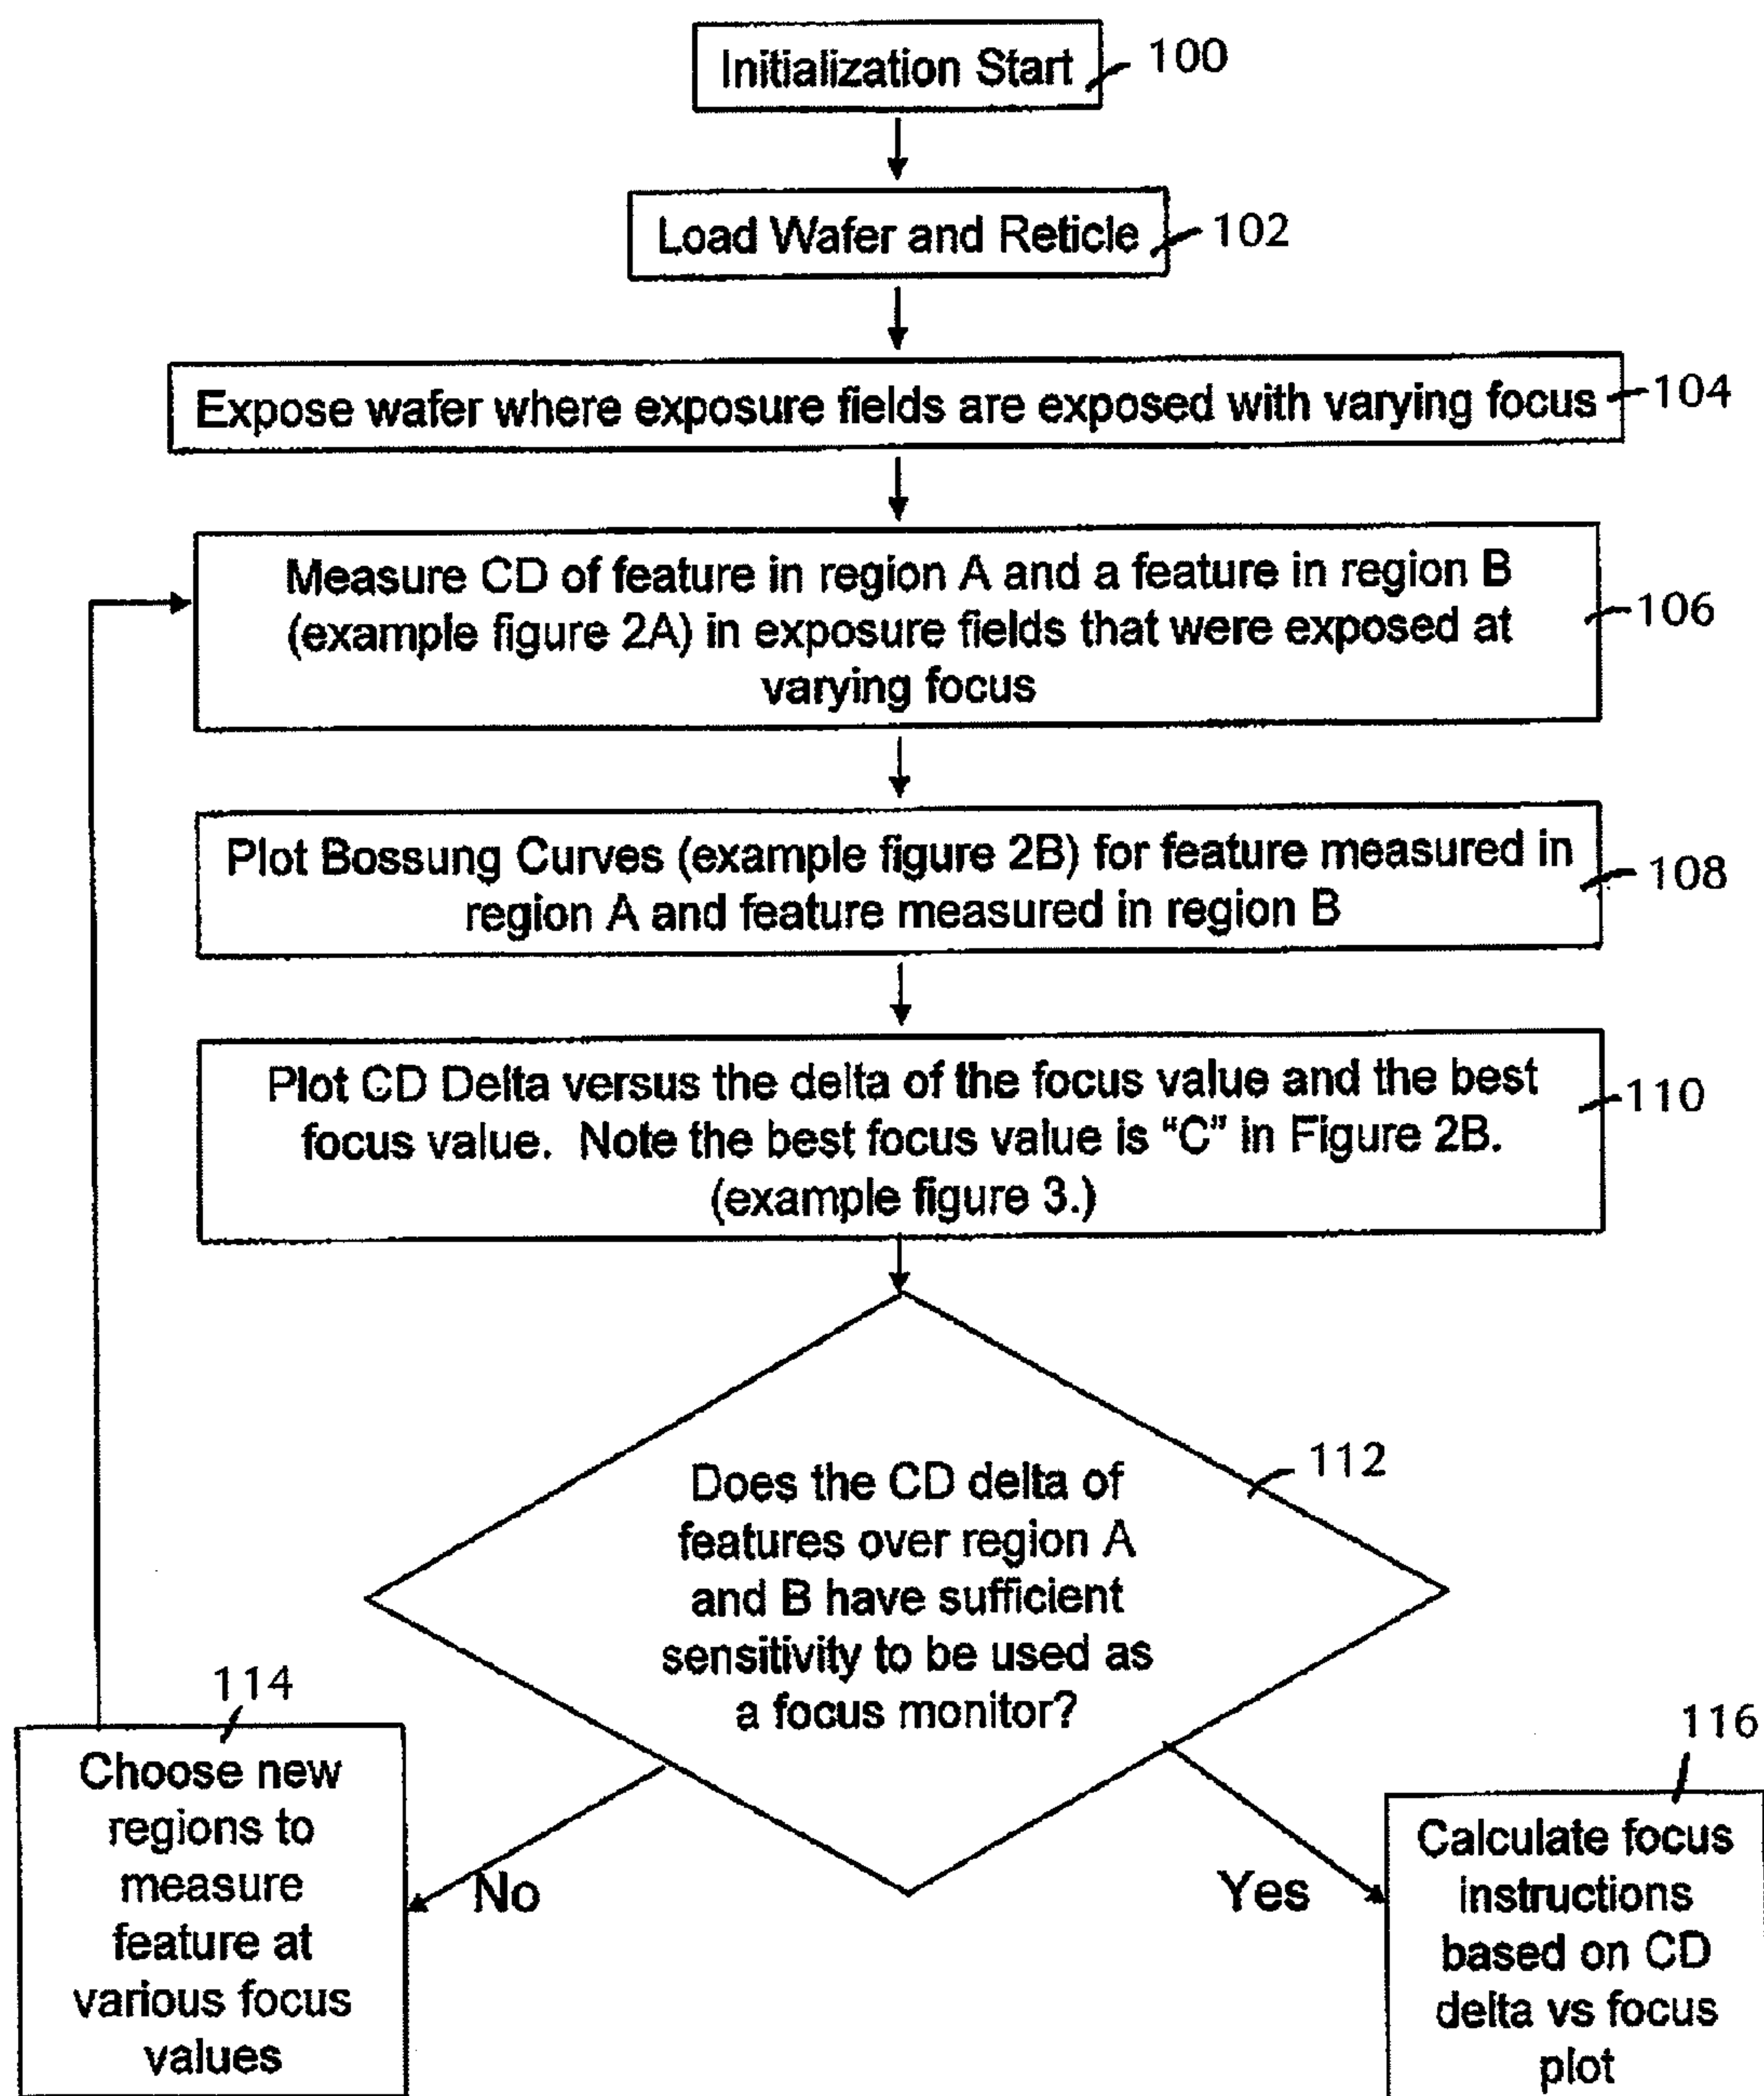 Initialization Start
100
Load Wafer and Reticle
102
Expose wafer where exposure fields are exposed with varying focus
104
Measure CD of feature in region A and a feature in region B
(example figure 2A) in exposure fields that were exposed at
varying focus
106
Plot Bossung Curves (example figure 2B) for feature measured in
region A and feature measured in region B
108
Plot CD Delta versus the delta of the focus value and the best
focus value. Note the best focus value is “C” in Figure 2B.
(example figure 3.)
110
Does the CD delta of
features over region A
and B have sufficient
sensitivity to be used as
a focus monitor?
112
No
Yes
114
Choose new
regions to
measure
feature at
various focus
values
116
Calculate focus
instructions
based on CD
delta vs focus
plot